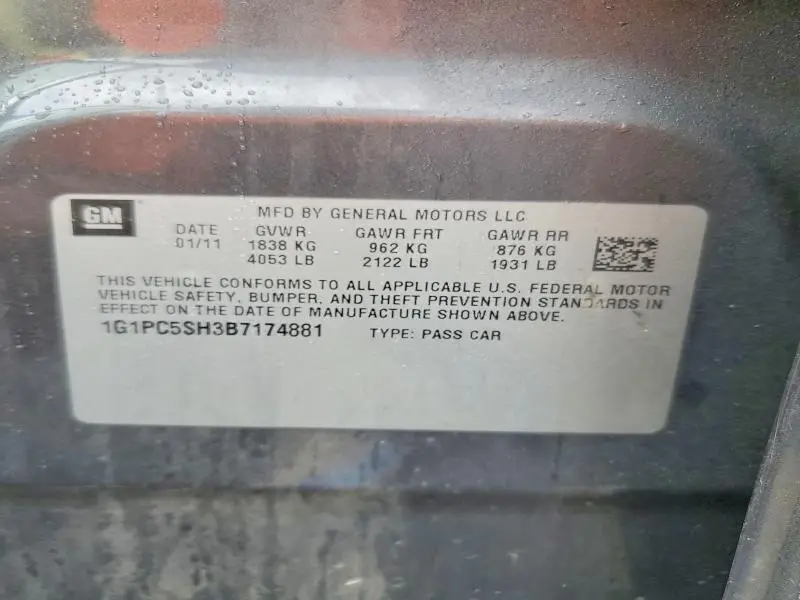 GM
MFD BY GENERAL MOTORS LLC
DATE GVWR GAWR FRT GAWR RR
01/11 1838 KG 962 KG 876 KG
4053 LB 2122 LB 1931 LB
THIS VEHICLE CONFORMS TO ALL APPLICABLE U.S. FEDERAL MOTOR
VEHICLE SAFETY, BUMPER, AND THEFT PREVENTION STANDARDS IN
EFFECT ON THE DATE OF MANUFACTURE SHOWN ABOVE.
1G1PC5SH3B7174881 TYPE: PASS CAR